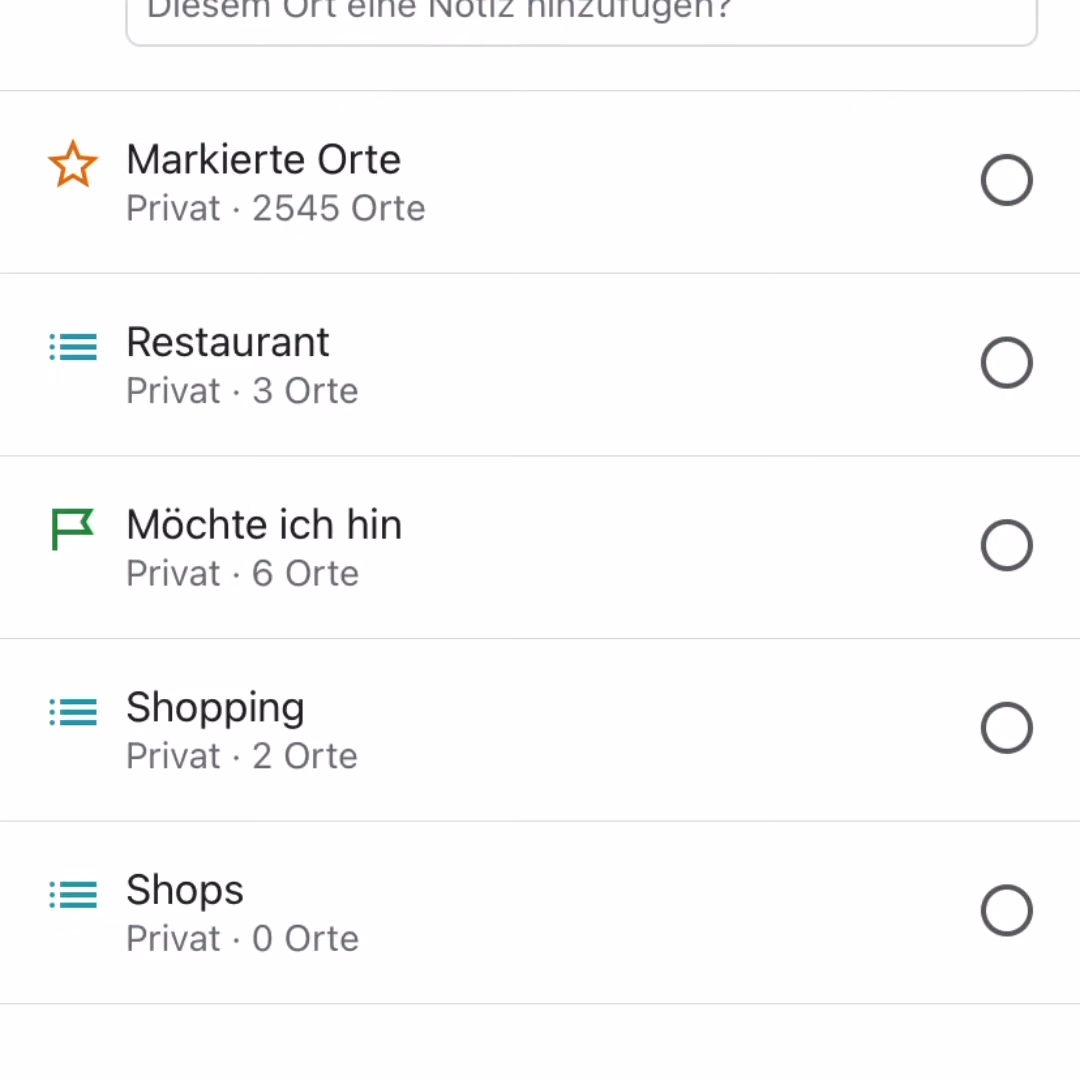 Diesem Ort eine Notiz hinzufügen?
Markierte Orte
Privat · 2545 Orte
Restaurant
Privat · 3 Orte
Möchte ich hin
Privat · 6 Orte
Shopping
Privat · 2 Orte
Shops
Privat · 0 Orte